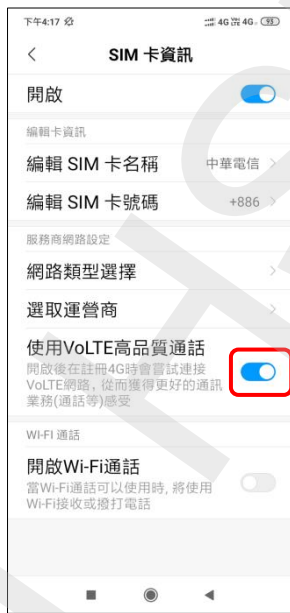 下午4:17
4G 4G 93
SIM 卡資訊
開啟
編輯卡資訊
編輯 SIM 卡名稱 中華電信
編輯 SIM 卡號碼 +886
服務商網路設定
網路類型選擇
選取運營商
使用VoLTE高品質通話
開啟後在註冊4G時會嘗試連接
VoLTE網路，從而獲得更好的通訊
業務(通話等)感受
WI-FI 通話
開啟Wi-Fi通話
當Wi-Fi通話可以使用時, 將使用
Wi-Fi接收或撥打電話